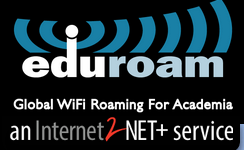 eduroam
Global WiFi Roaming For Academia
an Internet2 NET+ service